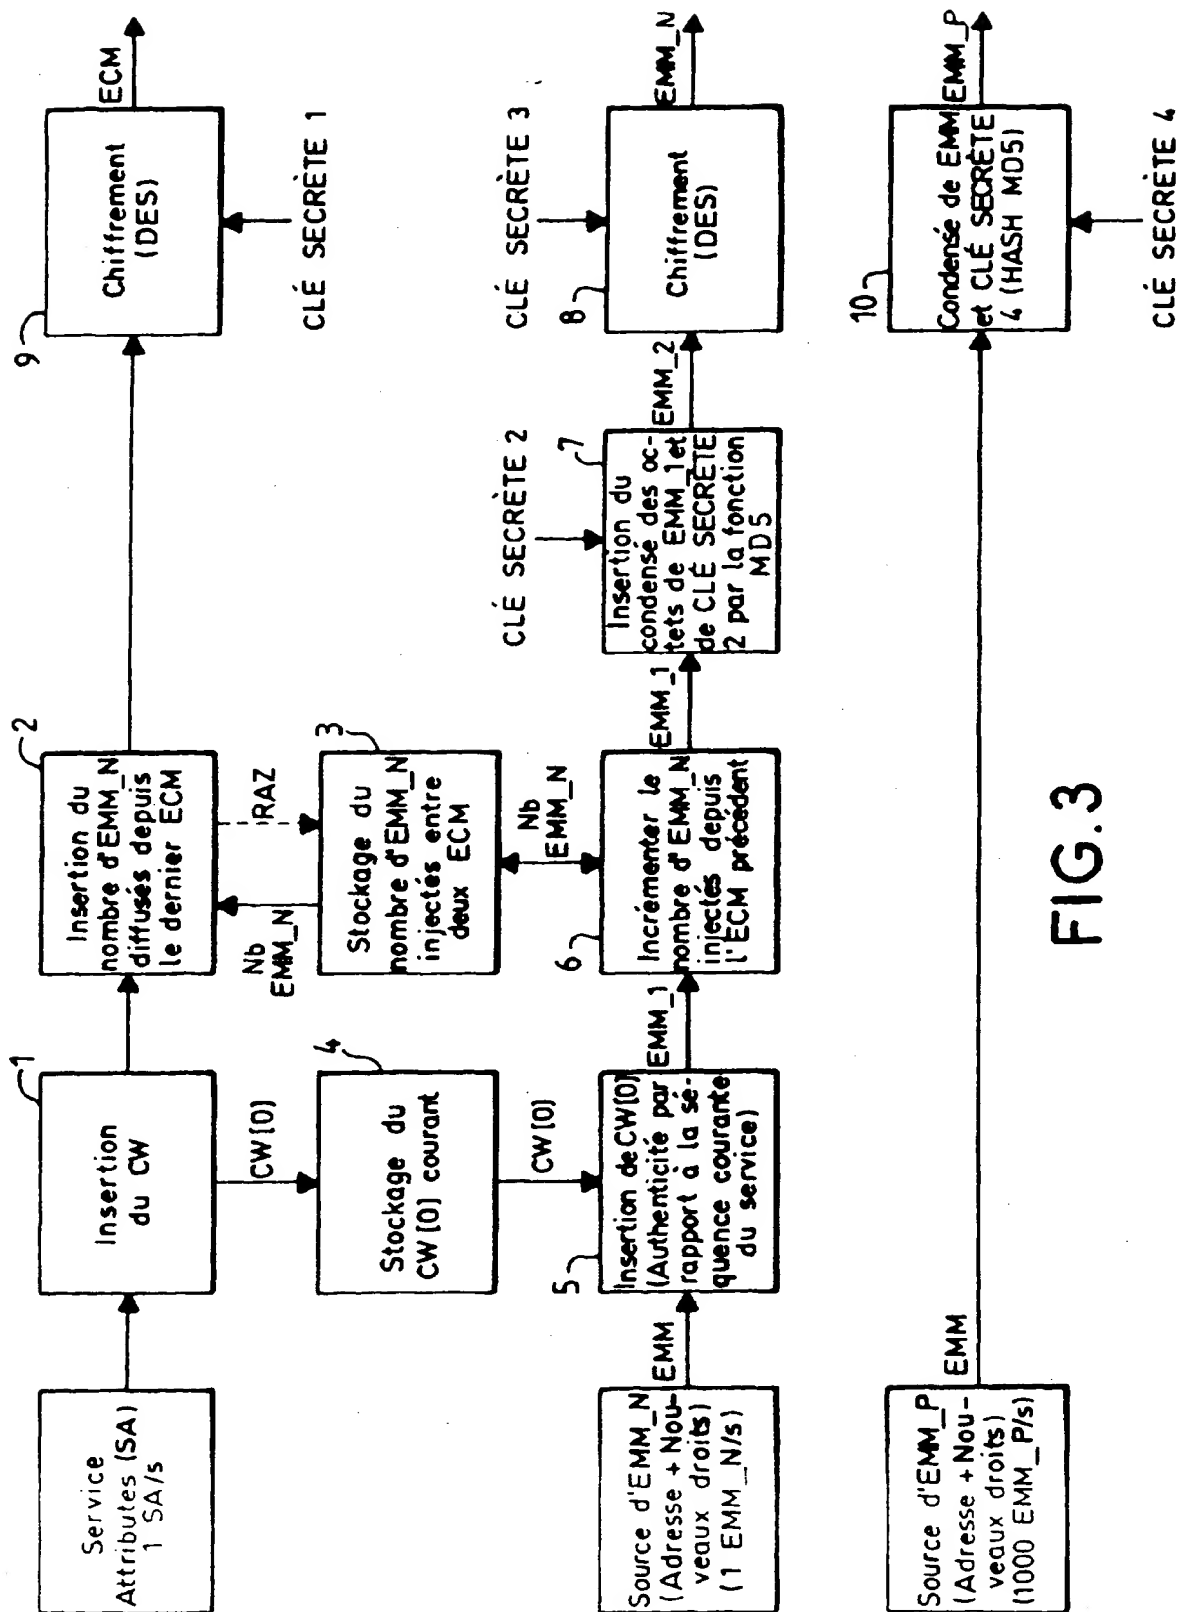 Service
Attributes (SA)
1 SA/s
1
Insertion
du CW
2
Insertion du
nombre d'EMM_N
diffusés depuis
le dernier ECM
9
Chiffrement
(DES)
ECM
CLÉ SECRÈTE 1
CW[0]
Nb
EMM_N
RAZ
4
Stockage du
CW[0] courant
3
Stockage du
nombre d'EMM_N
injectés entre
deux ECM
CW[0]
Nb
EMM_N
CLÉ SECRÈTE 2
CLÉ SECRÈTE 3
Source d'EMM_N
(Adresse + Nou-
veaux droits)
(1 EMM_N/s)
EMM
5
Insertion de CW[0]
(Authenticité par
rapport à la sé-
quence courante
du service)
EMM_1
6
Incrémenter le
nombre d'EMM_N
injectés depuis
l'ECM précédent
EMM_1
7
Insertion du
condensé des oc-
tets de EMM_1 et
de CLÉ SECRÈTE
2 par la fonction
MD5
EMM_2
8
Chiffrement
(DES)
EMM_N
Source d'EMM_P
(Adresse + Nou-
veaux droits)
(1000 EMM_P/s)
EMM
10
Condensé de EMM
et CLÉ SECRÈTE
4 (HASH MD5)
EMM_P
CLÉ SECRÈTE 4
FIG.3